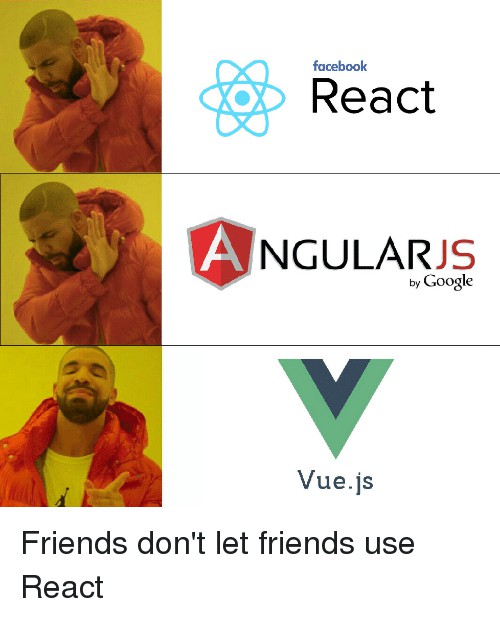 facebook
React
ANGULARJS
by Google
Vue.js
Friends don't let friends use
React